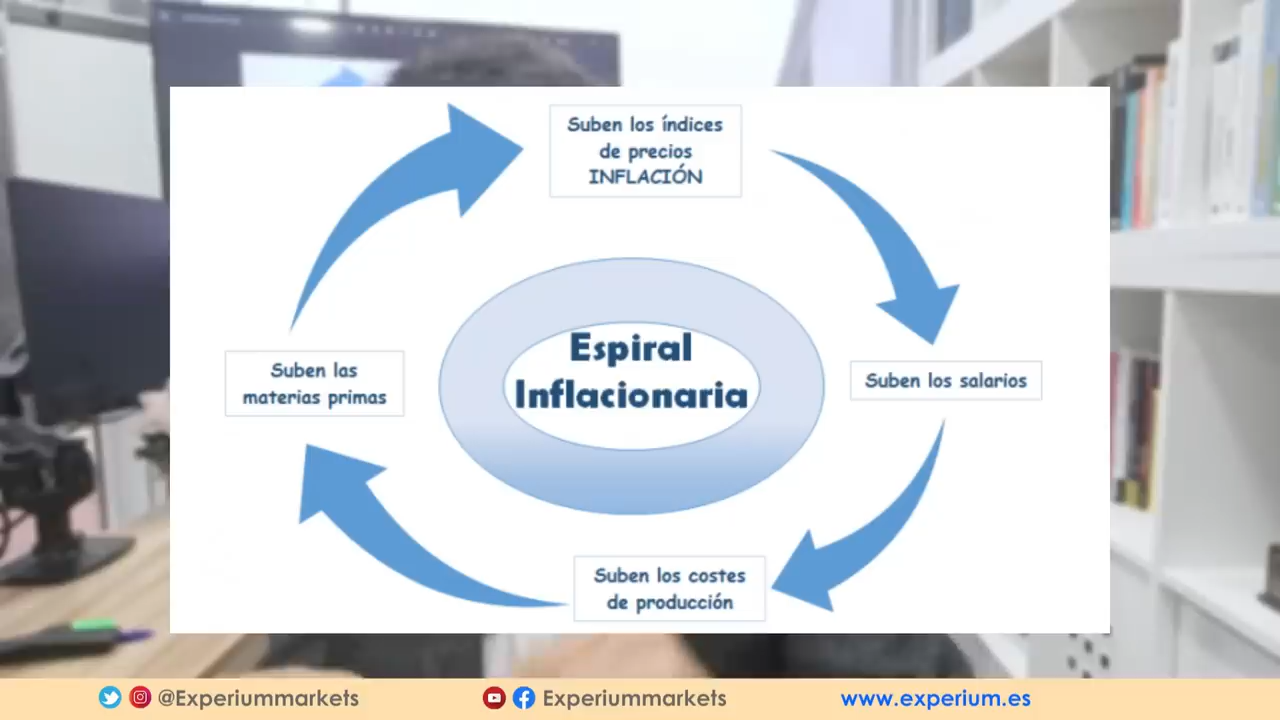 Suben los índices
de precios
INFLACIÓN
Espiral
Inflacionaria
Suben las
materias primas
Suben los salarios
Suben los costes
de producción
@Experiummarkets
Experiummarkets
www.experium.es